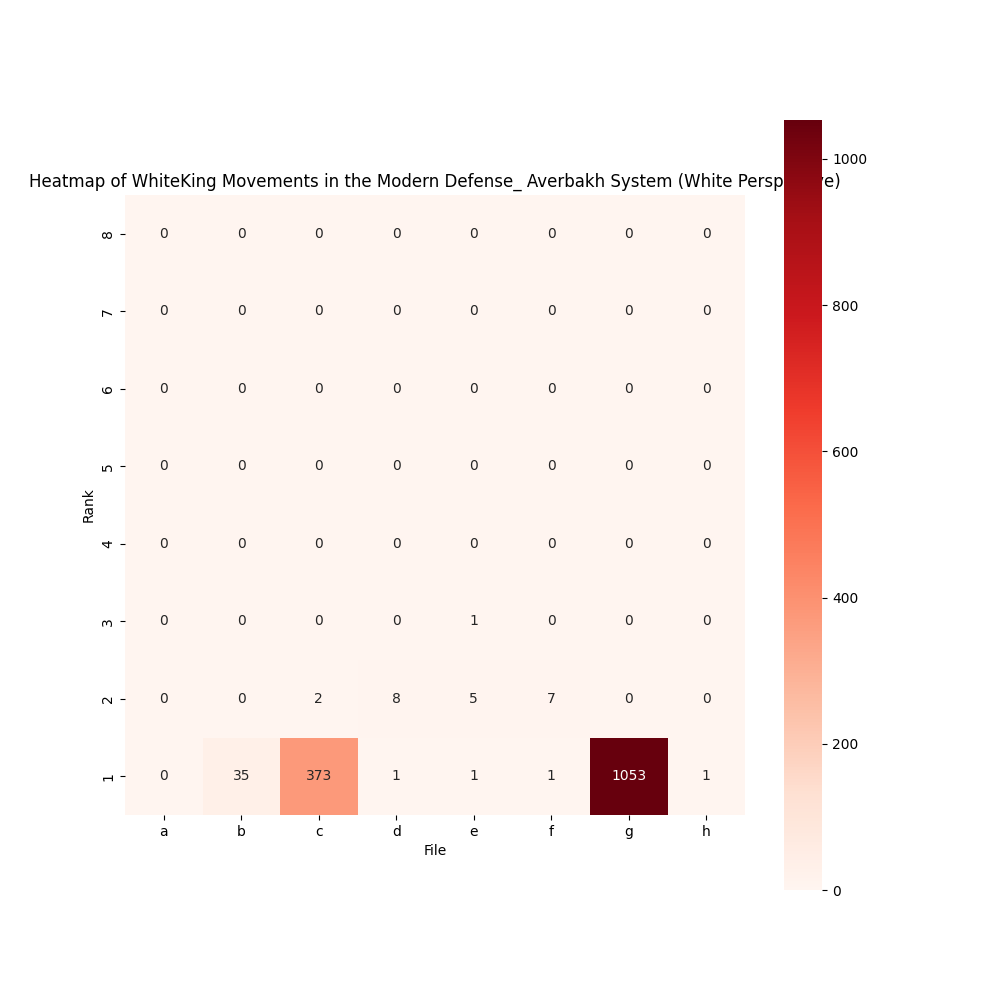 Heatmap of WhiteKing Movements in the Modern Defense_ Averbakh System (White Perspective)
8 0 0 0 0 0 0 0 0
7 0 0 0 0 0 0 0 0
6 0 0 0 0 0 0 0 0
5 0 0 0 0 0 0 0 0
4 0 0 0 0 0 0 0 0
3 0 0 0 0 1 0 0 0
2 0 0 2 8 5 7 0 0
1 0 35 373 1 1 1 1053 1
a b c d e f g h
File
Rank
1000
800
600
400
200
0